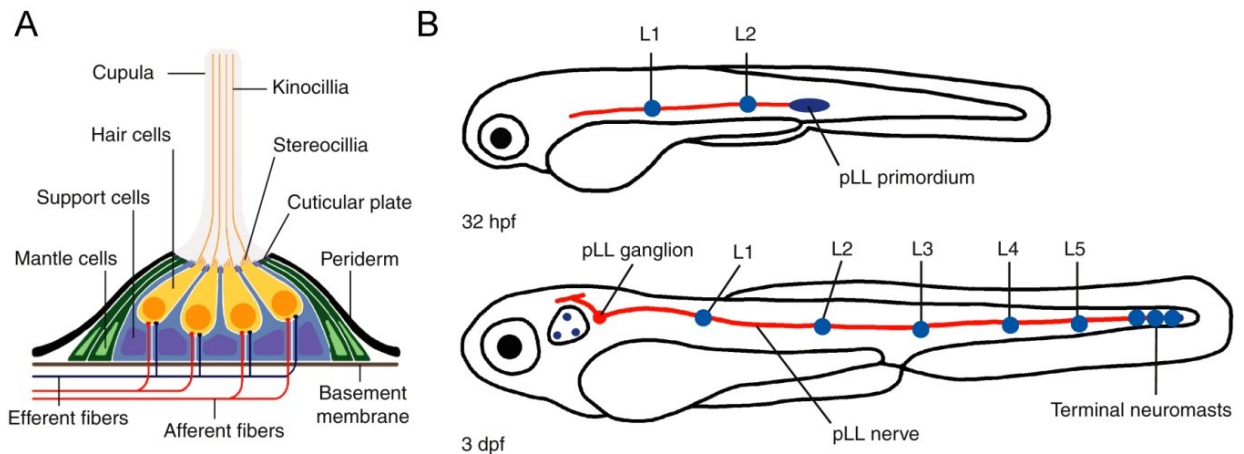 A
Cupula
Kinocillia
Hair cells
Stereocillia
Support cells
Cuticular plate
Mantle cells
Periderm
Efferent fibers
Afferent fibers
Basement
membrane
B
L1
L2
pLL primordium
32 hpf
pLL ganglion
L1
L2
L3
L4
L5
Terminal neuromasts
pLL nerve
3 dpf